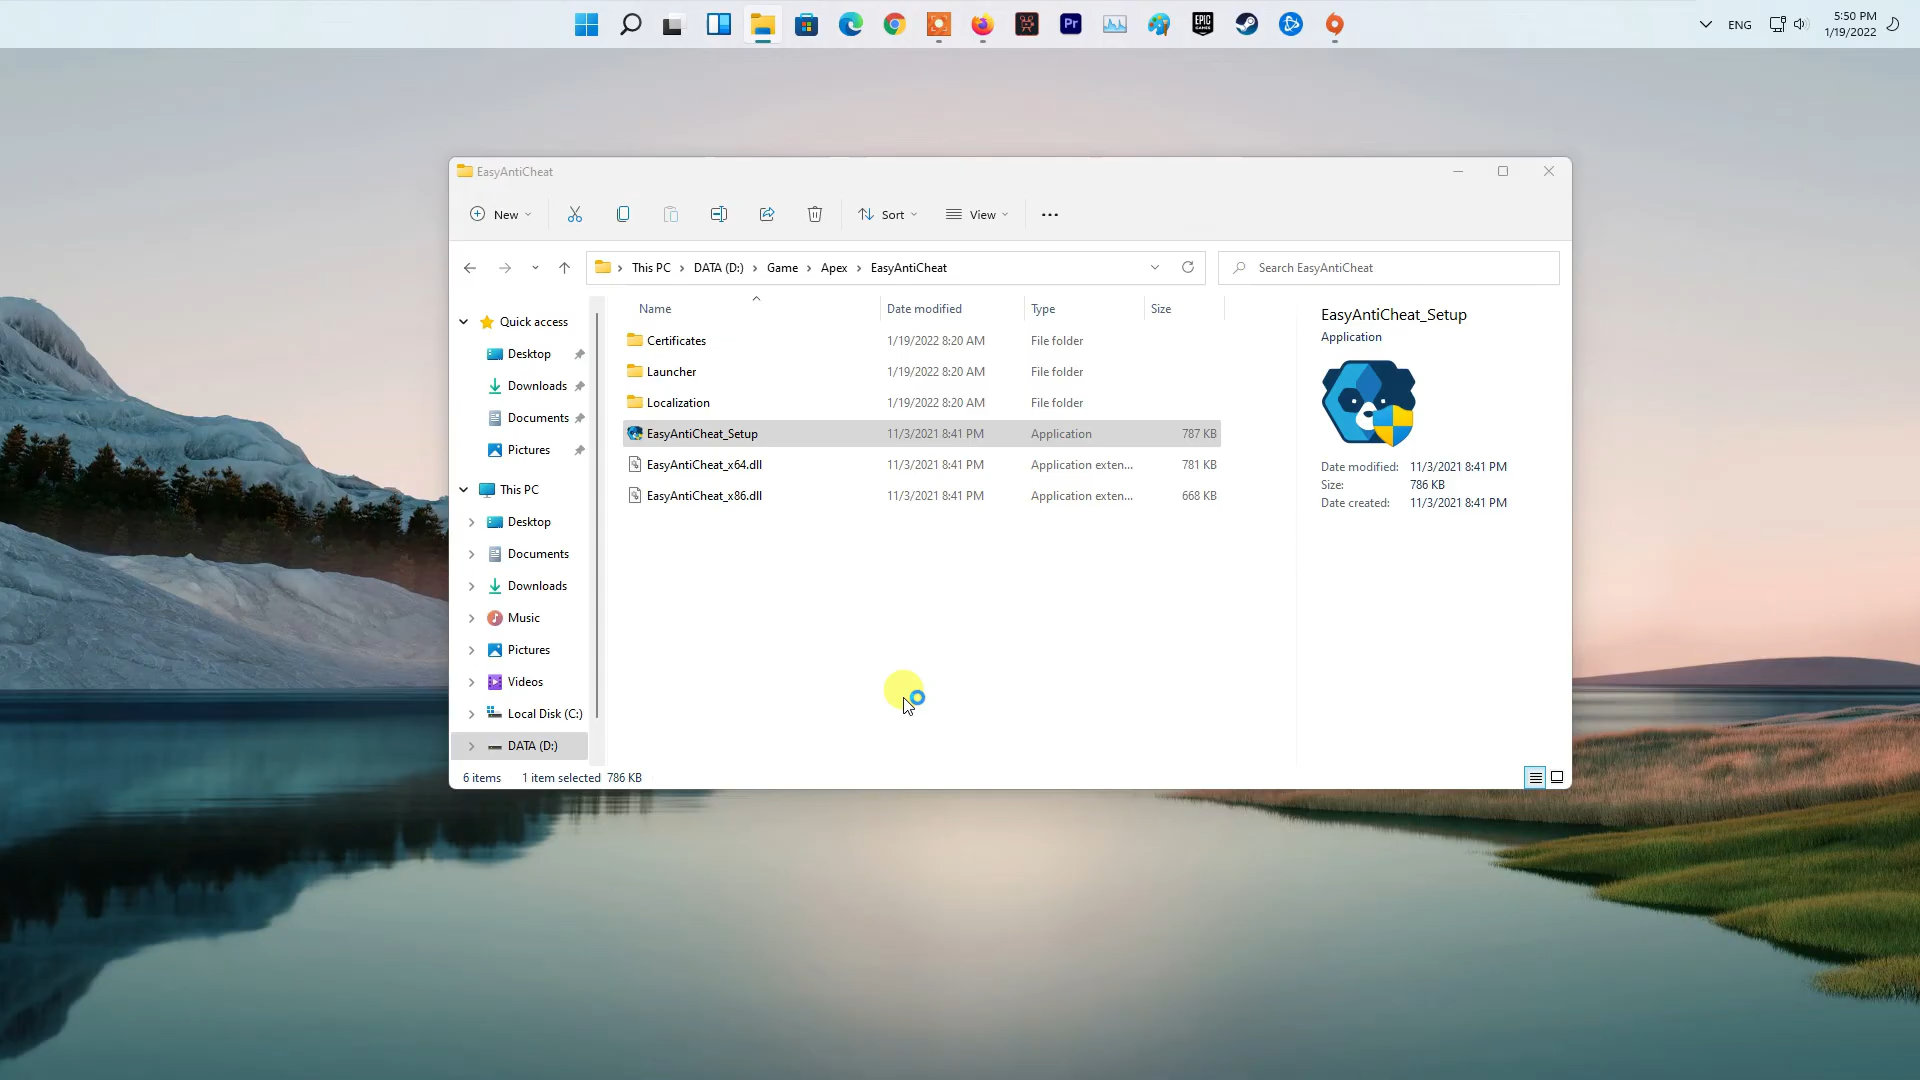 Pr
EPIC
GAMES
ENG
5:50 PM
1/19/2022
EasyAntiCheat
New
Sort
View
This PC > DATA (D:) > Game > Apex > EasyAntiCheat
Search EasyAntiCheat
Name
Date modified
Type
Size
Certificates 1/19/2022 8:20 AM File folder
Launcher 1/19/2022 8:20 AM File folder
Localization 1/19/2022 8:20 AM File folder
EasyAntiCheat_Setup 11/3/2021 8:41 PM Application 787 KB
EasyAntiCheat_x64.dll 11/3/2021 8:41 PM Application exten... 781 KB
EasyAntiCheat_x86.dll 11/3/2021 8:41 PM Application exten... 668 KB
Quick access
Desktop
Downloads
Documents
Pictures
This PC
Desktop
Documents
Downloads
Music
Pictures
Videos
Local Disk (C:)
DATA (D:)
EasyAntiCheat_Setup
Application
Date modified: 11/3/2021 8:41 PM
Size: 786 KB
Date created: 11/3/2021 8:41 PM
6 items 1 item selected 786 KB